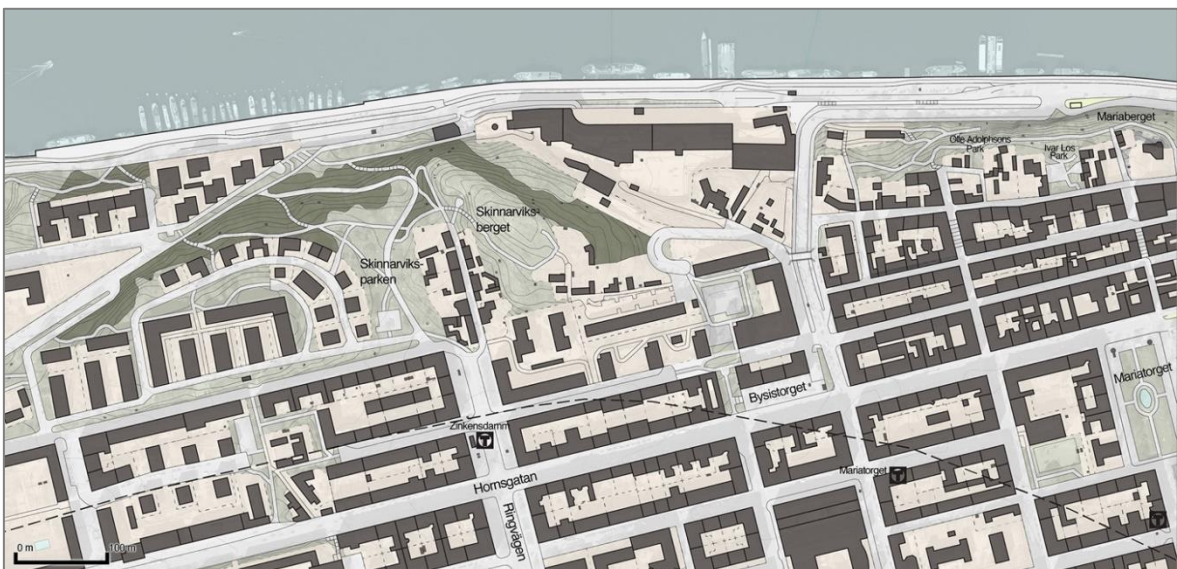 Mariaberget
Olle Adolphsons
Park
Ivar Los
Park
Skinnarviks-
berget
Skinnarviks-
parken
Mariatorget
Bysistorget
Zinkensdamm
T
Mariatorget
T
Hornsgatan
Ringvägen
T
0 m
100 m